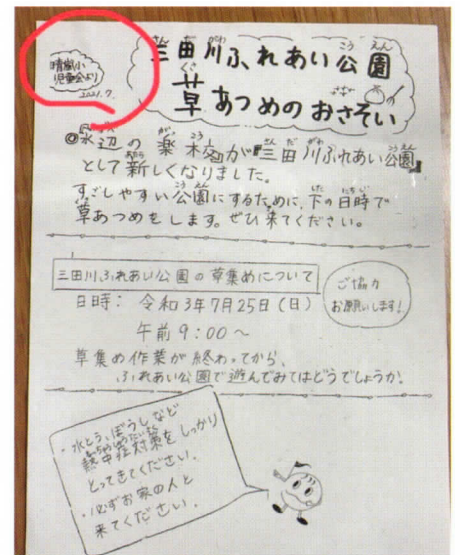 晴嵐小
児童会より
2021.7
三田川ふれあい公園
草あつめのおさそい
◎水辺の楽校が『三田川ふれあい公園』
として新しくなりました。
すごしやすい公園にするために、下の日時で
草あつめをします。ぜひ来てください。
三田川ふれあい公園の草集めについて
日時： 令和3年7月25日(日)
午前9:00～
ご協力
お願いします!
草集め作業が終わってから、
ふれあい公園で遊んでみてはどうでしょうか。
・水とう、ぼうしなど
熱中症対策をしっかり
とってきてください。
・必ずお家の人と
来てください。